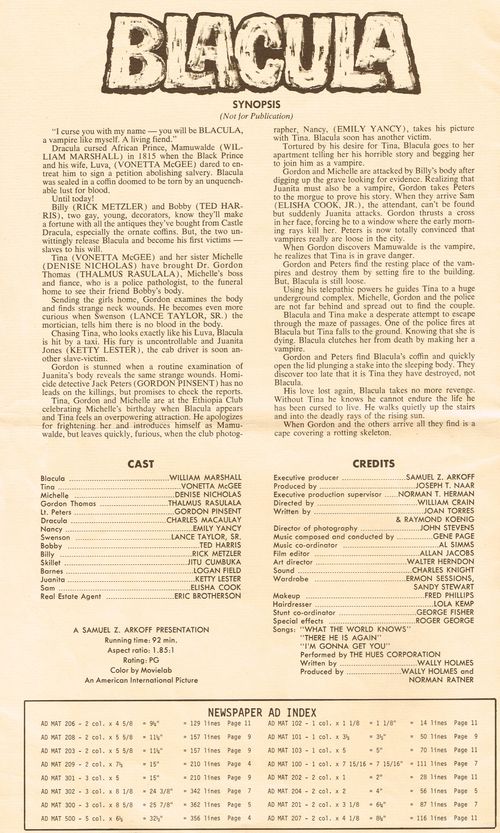 BLACULA
SYNOPSIS
(Not for Publication)
"I curse you with my name — you will be BLACULA,
a vampire like myself. A living fiend."
Dracula cursed African Prince, Mamuwalde (WIL-
LIAM MARSHALL) in 1815 when the Black Prince
and his wife, Luva, (VONETTA McGEE) dared to en-
treat him to sign a petition abolishing salvery. Blacula
was sealed in a coffin doomed to be torn by an unquench-
able lust for blood.
Until today!
Billy (RICK METZLER) and Bobby (TED HAR-
RIS), two gay, young, decorators, know they'll make
a fortune with all the antiques they've bought from Castle
Dracula, especially the ornate coffins. But, the two un-
wittingly release Blacula and become his first victims —
slaves to his will.
Tina (VONETTA McGEE) and her sister Michelle
(DENISE NICHOLAS) have brought Dr. Gordon
Thomas (THALMUS RASULALA), Michelle's boss
and fiance, who is a police pathologist, to the funeral
home to see their friend Bobby's body.
Sending the girls home, Gordon examines the body
and finds strange neck wounds. He becomes even more
curious when Swenson (LANCE TAYLOR, SR.) the
mortician, tells him there is no blood in the body.
Chasing Tina, who looks exactly like his Luva, Blacula
is hit by a taxi. His fury is uncontrollable and Juanita
Jones (KETTY LESTER), the cab driver is soon an-
other slave-victim.
Gordon is stunned when a routine examination of
Juanita's body reveals the same strange wounds. Homi-
cide detective Jack Peters (GORDON PINSENT) has no
leads on the killings, but promises to check the reports.
Tina, Gordon and Michelle are at the Ethiopia Club
celebrating Michelle's birthday when Blacula appears
and Tina feels an overpowering attraction. He apologizes
for frightening her and introduces himself as Mamu-
walde, but leaves quickly, furious, when the club photog-
rapher, Nancy, (EMILY YANCY), takes his picture
with Tina. Blacula soon has another victim.
Tortured by his desire for Tina, Blacula goes to her
apartment telling her his horrible story and begging her
to join him as a vampire.
Gordon and Michelle are attacked by Billy's body after
digging up the grave looking for evidence. Realizing that
Juanita must also be a vampire, Gordon takes Peters
to the morgue to prove his story. When they arrive Sam
(ELISHA COOK, JR.), the attendant, can't be found
but suddenly Juanita attacks. Gordon thrusts a cross
in her face, forcing he to a window where the early morn-
ing rays kill her. Peters is now totally convinced that
vampires really are loose in the city.
When Gordon discovers Mamuwalde is the vampire,
he realizes that Tina is in grave danger.
Gordon and Peters find the resting place of the vam-
pires and destroy them by setting fire to the building.
But, Blacula is still loose.
Using his telepathic powers he guides Tina to a huge
underground complex. Michelle, Gordon and the police
are not far behind and spread out to find the couple.
Blacula and Tina make a desperate attempt to escape
through the maze of passages. One of the police fires at
Blacula but Tina falls to the ground. Knowing that she is
dying. Blacula clutches her from death by making her a
vampire.
Gordon and Peters find Blacula's coffin and quickly
open the lid plunging a stake into the sleeping body. They
discover too late that it is Tina they have destroyed, not
Blacula.
His love lost again, Blacula takes no more revenge.
Without Tina he knows he cannot endure the life he
has been cursed to live. He walks quietly up the stairs
and into the deadly rays of the rising sun.
When Gordon and the others arrive all they find is a
cape covering a rotting skeleton.
CAST
Blacula ... WILLIAM MARSHALL
Tina ... VONETTA McGEE
Michelle ... DENISE NICHOLAS
Gordon Thomas ... THALMUS RASULALA
Lt. Peters ... GORDON PINSENT
Dracula ... CHARLES MACAULAY
Nancy ... EMILY YANCY
Swenson ... LANCE TAYLOR, SR.
Bobby ... TED HARRIS
Billy ... RICK METZLER
Skillet ... JITU CUMBUKA
Barnes ... LOGAN FIELD
Juanita ... KETTY LESTER
Sam ... ELISHA COOK
Real Estate Agent ... ERIC BROTHERSON
A SAMUEL Z. ARKOFF PRESENTATION
Running time: 92 min.
Aspect ratio: 1.85:1
Rating: PG
Color by Movielab
An American International Picture
CREDITS
Executive producer ... SAMUEL Z. ARKOFF
Produced by ... JOSEPH T. NAAR
Executive production supervisor ... NORMAN T. HERMAN
Directed by ... WILLIAM CRAIN
Written by ... JOAN TORRES
& RAYMOND KOENIG
Director of photography ... JOHN STEVENS
Music composed and conducted by ... GENE PAGE
Music co-ordinator ... AL SIMMS
Film editor ... ALLAN JACOBS
Art director ... WALTER HERNDON
Sound ... CHARLES KNIGHT
Wardrobe ... ERMON SESSIONS,
SANDY STEWART
Makeup ... FRED PHILLIPS
Hairdresser ... LOLA KEMP
Stunt co-ordinator ... GEORGE FISHER
Special effects ... ROGER GEORGE
Songs: "WHAT THE WORLD KNOWS"
"THERE HE IS AGAIN"
"I'M GONNA GET YOU"
Performed by THE HUES CORPORATION
Written by ... WALLY HOLMES
Produced by ... WALLY HOLMES and
NORMAN RATNER
NEWSPAPER AD INDEX
AD MAT 206 - 2 col. x 4 5/8 = 9¼" = 129 lines Page 11
AD MAT 208 - 2 col. x 5 5/8 = 11¼" = 157 lines Page 9
AD MAT 203 - 2 col. x 5 5/8 = 11¼" = 157 lines Page 9
AD MAT 209 - 2 col. x 7½ = 15" = 210 lines Page 4
AD MAT 301 - 3 col. x 5 = 15" = 210 lines Page 9
AD MAT 302 - 3 col. x 8 1/8 = 24 3/8" = 342 lines Page 7
AD MAT 300 - 3 col. x 8 5/8 = 25 7/8" = 362 lines Page 5
AD MAT 500 - 5 col. x 6½ = 32½" = 356 lines Page 4
AD MAT 102 - 1 col. x 1 1/8 = 1 1/8" = 14 lines Page 11
AD MAT 101 - 1 col. x 3½ = 3½" = 50 lines Page 9
AD MAT 103 - 1 col. x 5 = 5" = 70 lines Page 11
AD MAT 100 - 1 col. x 7 15/16 = 7 15/16" = 111 lines Page 7
AD MAT 202 - 2 col. x 1 = 2" = 28 lines Page 11
AD MAT 204 - 2 col. x 2 = 4" = 56 lines Page 5
AD MAT 201 - 2 col. x 3 1/8 = 6¼" = 87 lines Page 7
AD MAT 207 - 2 col. x 4 1/8 = 8¼" = 116 lines Page 11